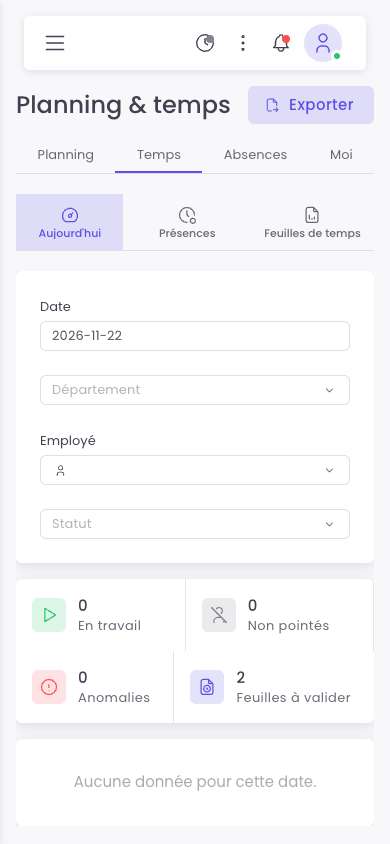 Planning & temps
Exporter
Planning Temps Absences Moi
Aujourd'hui Présences Feuilles de temps
Date
2026-11-22
Département
Employé
Statut
0
En travail
0
Non pointés
0
Anomalies
2
Feuilles à valider
Aucune donnée pour cette date.